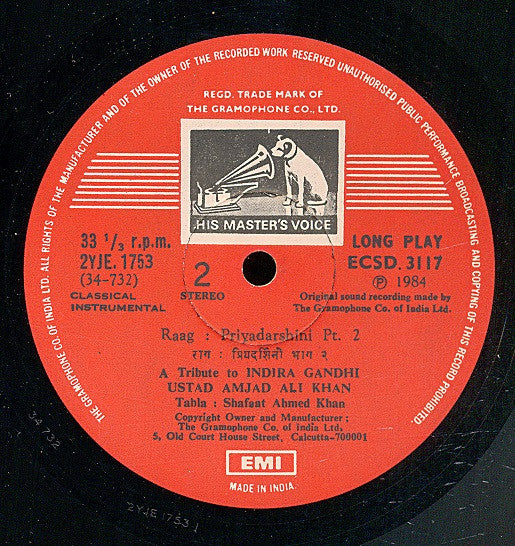 ALL RIGHTS OF THE MANUFACTURER AND OF THE OWNER OF THE RECORDED WORK RESERVED UNAUTHORISED PUBLIC PERFORMANCE BROADCASTING AND COPYING OF THIS RECORD PROHIBITED
THE GRAMOPHONE CO. OF INDIA LTD.
REGD. TRADE MARK OF
THE GRAMOPHONE CO., LTD.
HIS MASTER'S VOICE
33 1/3 r.p.m.
2YJE. 1753
(34-732)
CLASSICAL
INSTRUMENTAL
2
STEREO
LONG PLAY
ECSD. 3117
Ⓟ 1984
Original sound recording made by
The Gramophone Co. of India Ltd.
Raag : Priyadarshini Pt. 2
राग : प्रियदर्शिनी भाग २
A Tribute to INDIRA GANDHI
USTAD AMJAD ALI KHAN
Tabla : Shafaat Ahmed Khan
Copyright Owner and Manufacturer ;
The Gramophone Co. of India Ltd.
5, Old Court House Street, Calcutta-700001
EMI
MADE IN INDIA.
34732
2YJE 1753 1